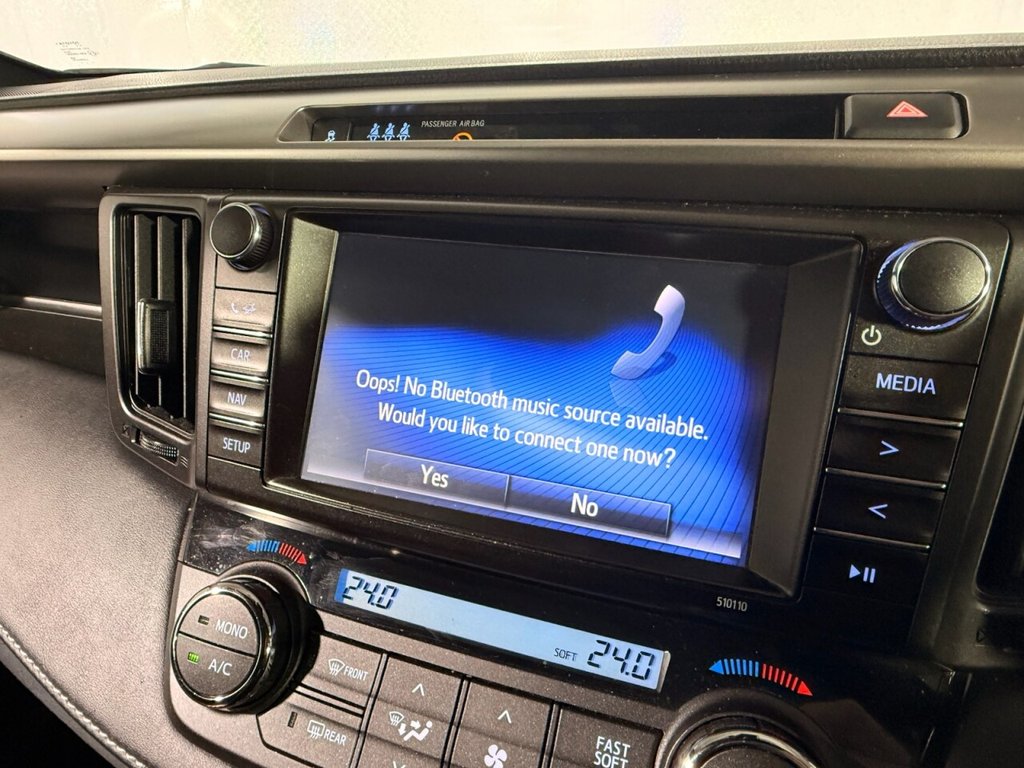 PASSENGER AIR BAG
CAR
NAV
SETUP
Oops! No Bluetooth music source available.
Would you like to connect one now?
Yes
No
MEDIA
>
<
510110
24.0
SOFT 24.0
MONO
A/C
FRONT
REAR
FAST
SOFT